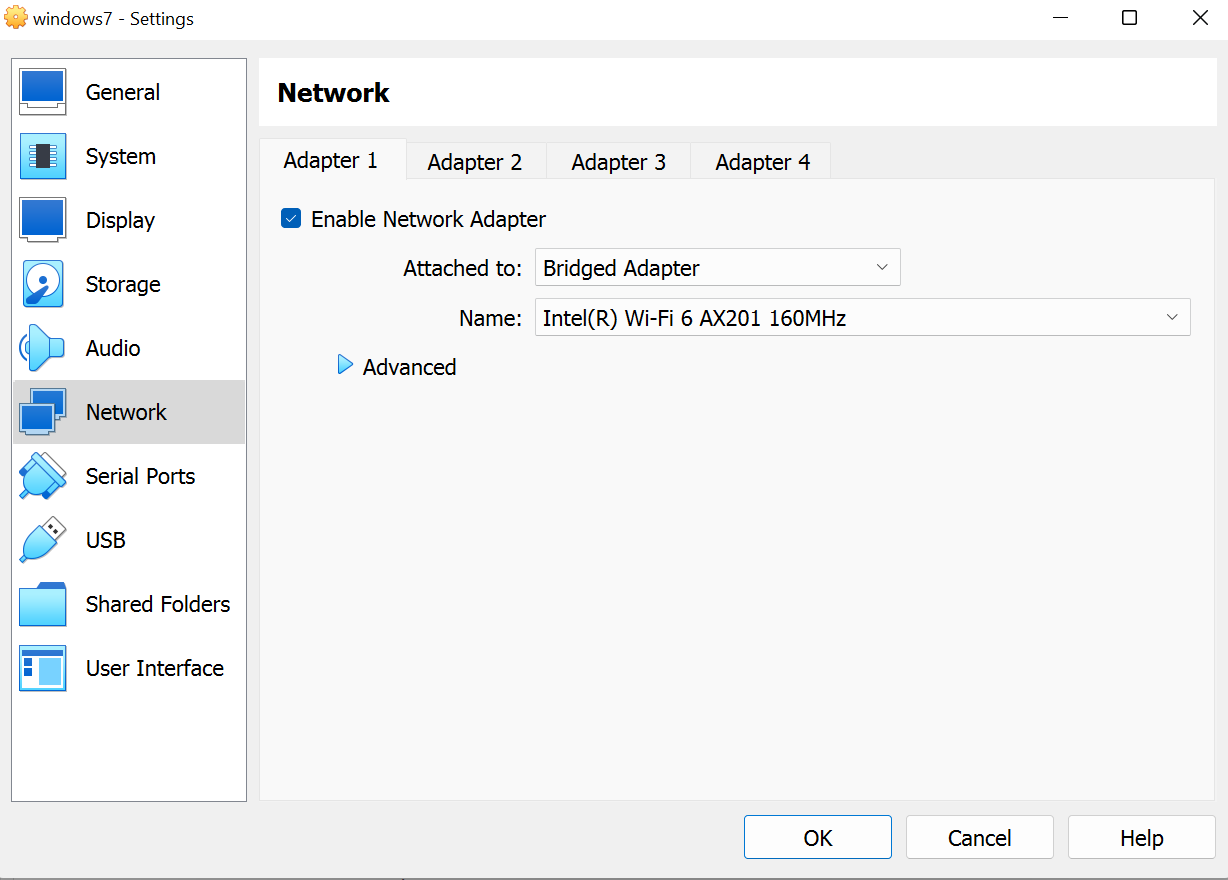 windows7 - Settings
General
System
Display
Storage
Audio
Network
Serial Ports
USB
Shared Folders
User Interface
Network
Adapter 1 Adapter 2 Adapter 3 Adapter 4
Enable Network Adapter
Attached to: Bridged Adapter
Name: Intel(R) Wi-Fi 6 AX201 160MHz
Advanced
OK Cancel Help